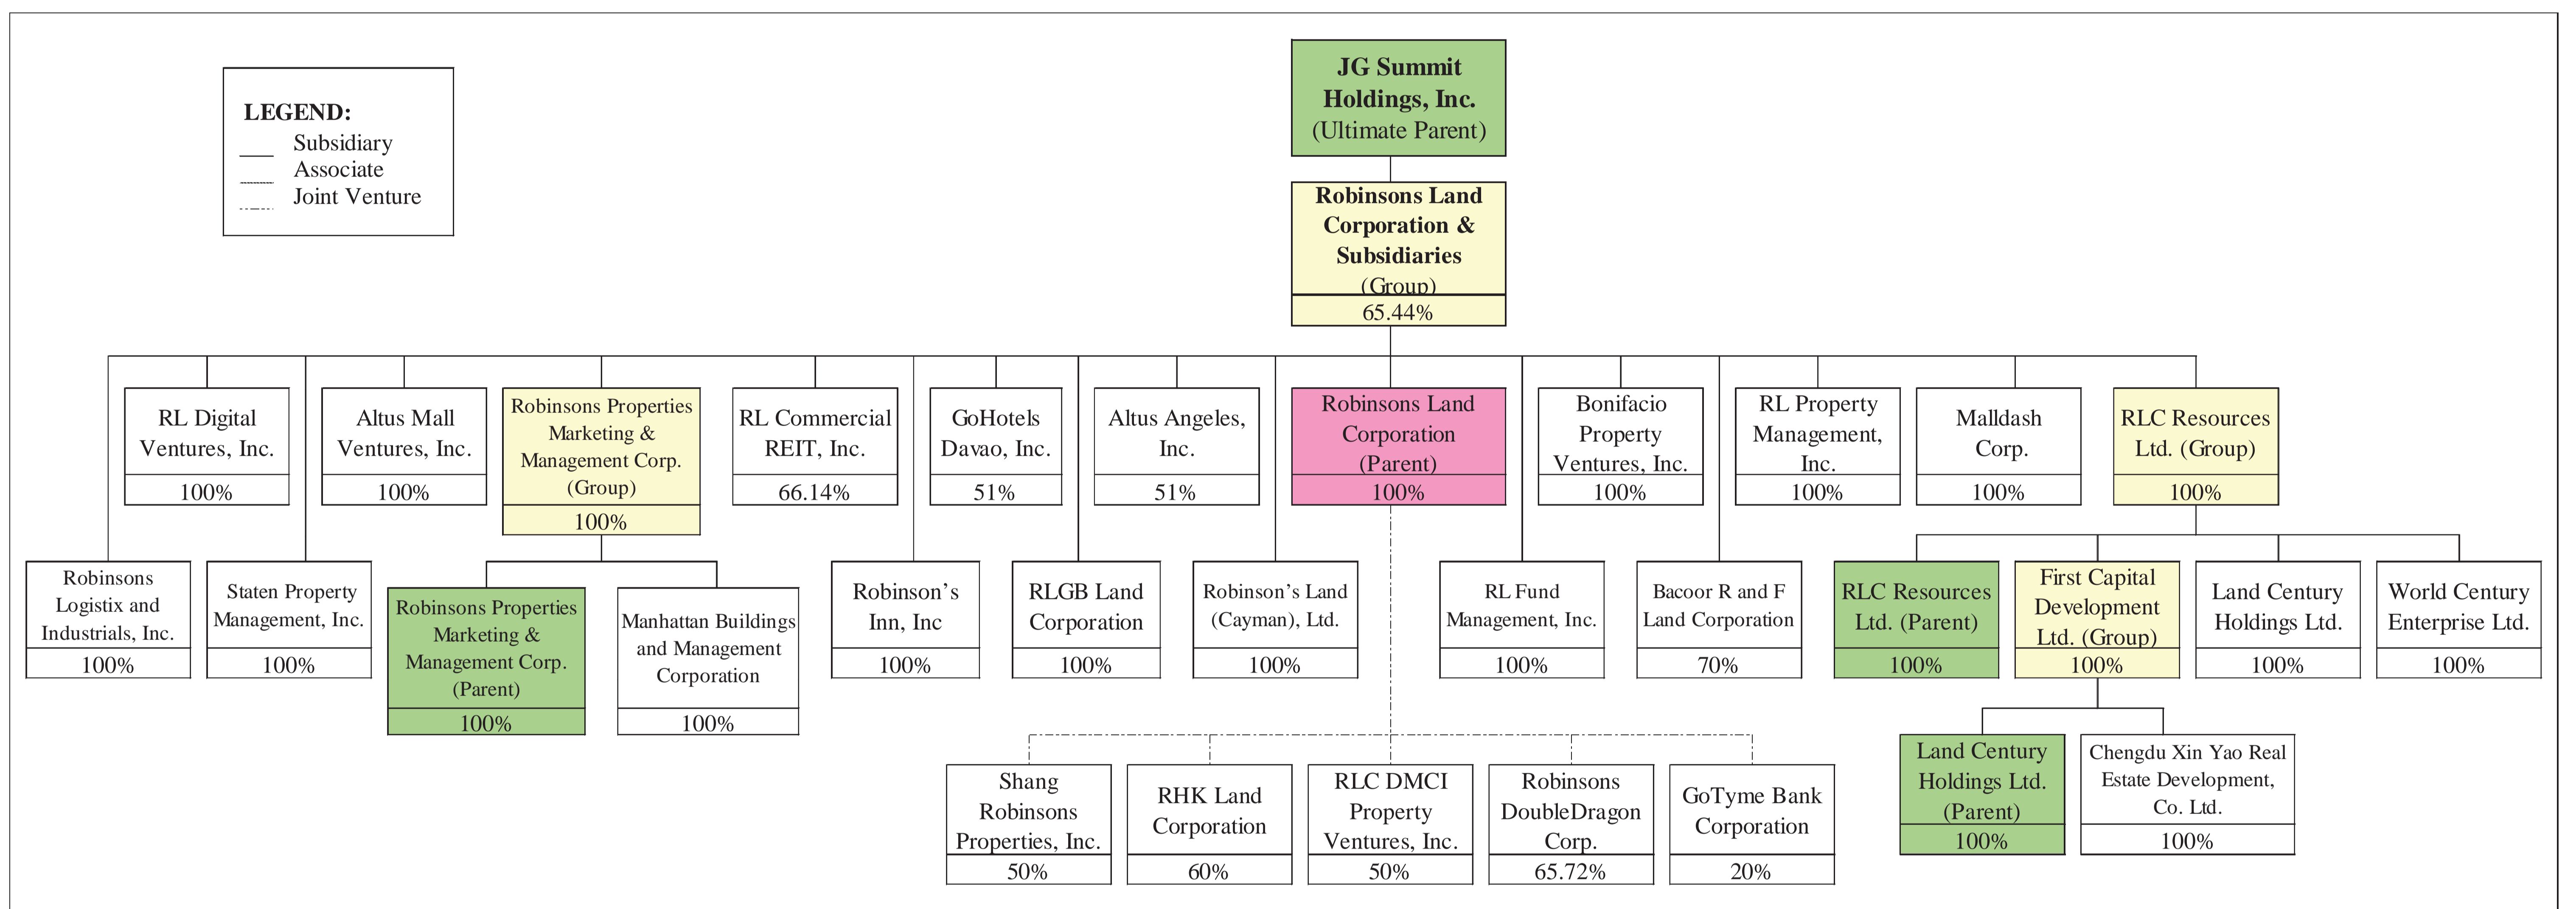 JG Summit
Holdings, Inc.
(Ultimate Parent)
LEGEND:
Subsidiary
Associate
Joint Venture
Robinsons Land
Corporation &
Subsidiaries
(Group)
65.44%
RL Digital
Ventures, Inc.
100%
Altus Mall
Ventures, Inc.
100%
Robinsons Properties
Marketing &
Management Corp.
(Group)
100%
RL Commercial
REIT, Inc.
66.14%
GoHotels
Davao, Inc.
51%
Altus Angeles,
Inc.
51%
Robinsons Land
Corporation
(Parent)
100%
Bonifacio
Property
Ventures, Inc.
100%
RL Property
Management,
Inc.
100%
Malldash
Corp.
100%
RLC Resources
Ltd. (Group)
100%
Robinsons
Logistix and
Industrials, Inc.
100%
Staten Property
Management, Inc.
100%
Robinsons Properties
Marketing &
Management Corp.
(Parent)
100%
Manhattan Buildings
and Management
Corporation
100%
Robinson’s
Inn, Inc
100%
RLGB Land
Corporation
100%
Robinson’s Land
(Cayman), Ltd.
100%
RL Fund
Management, Inc.
100%
Bacoor R and F
Land Corporation
70%
RLC Resources
Ltd. (Parent)
100%
First Capital
Development
Ltd. (Group)
100%
Land Century
Holdings Ltd.
100%
World Century
Enterprise Ltd.
100%
Shang
Robinsons
Properties, Inc.
50%
RHK Land
Corporation
60%
RLC DMCI
Property
Ventures, Inc.
50%
Robinsons
DoubleDragon
Corp.
65.72%
GoTyme Bank
Corporation
20%
Land Century
Holdings Ltd.
(Parent)
100%
Chengdu Xin Yao Real
Estate Development,
Co. Ltd.
100%